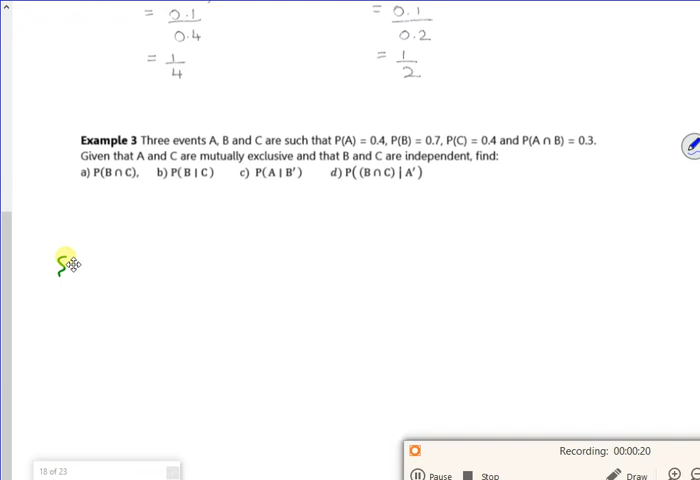 = 0.1 / 0.4 = 0.1 / 0.2
= 1/4 = 1/2
Example 3 Three events A, B and C are such that P(A) = 0.4, P(B) = 0.7, P(C) = 0.4 and P(A ∩ B) = 0.3.
Given that A and C are mutually exclusive and that B and C are independent, find:
a) P(B ∩ C), b) P(B | C) c) P(A | B′) d) P( (B ∩ C) | A′)
S
Recording: 00:00:20
18 of 23
Pause Stop Draw